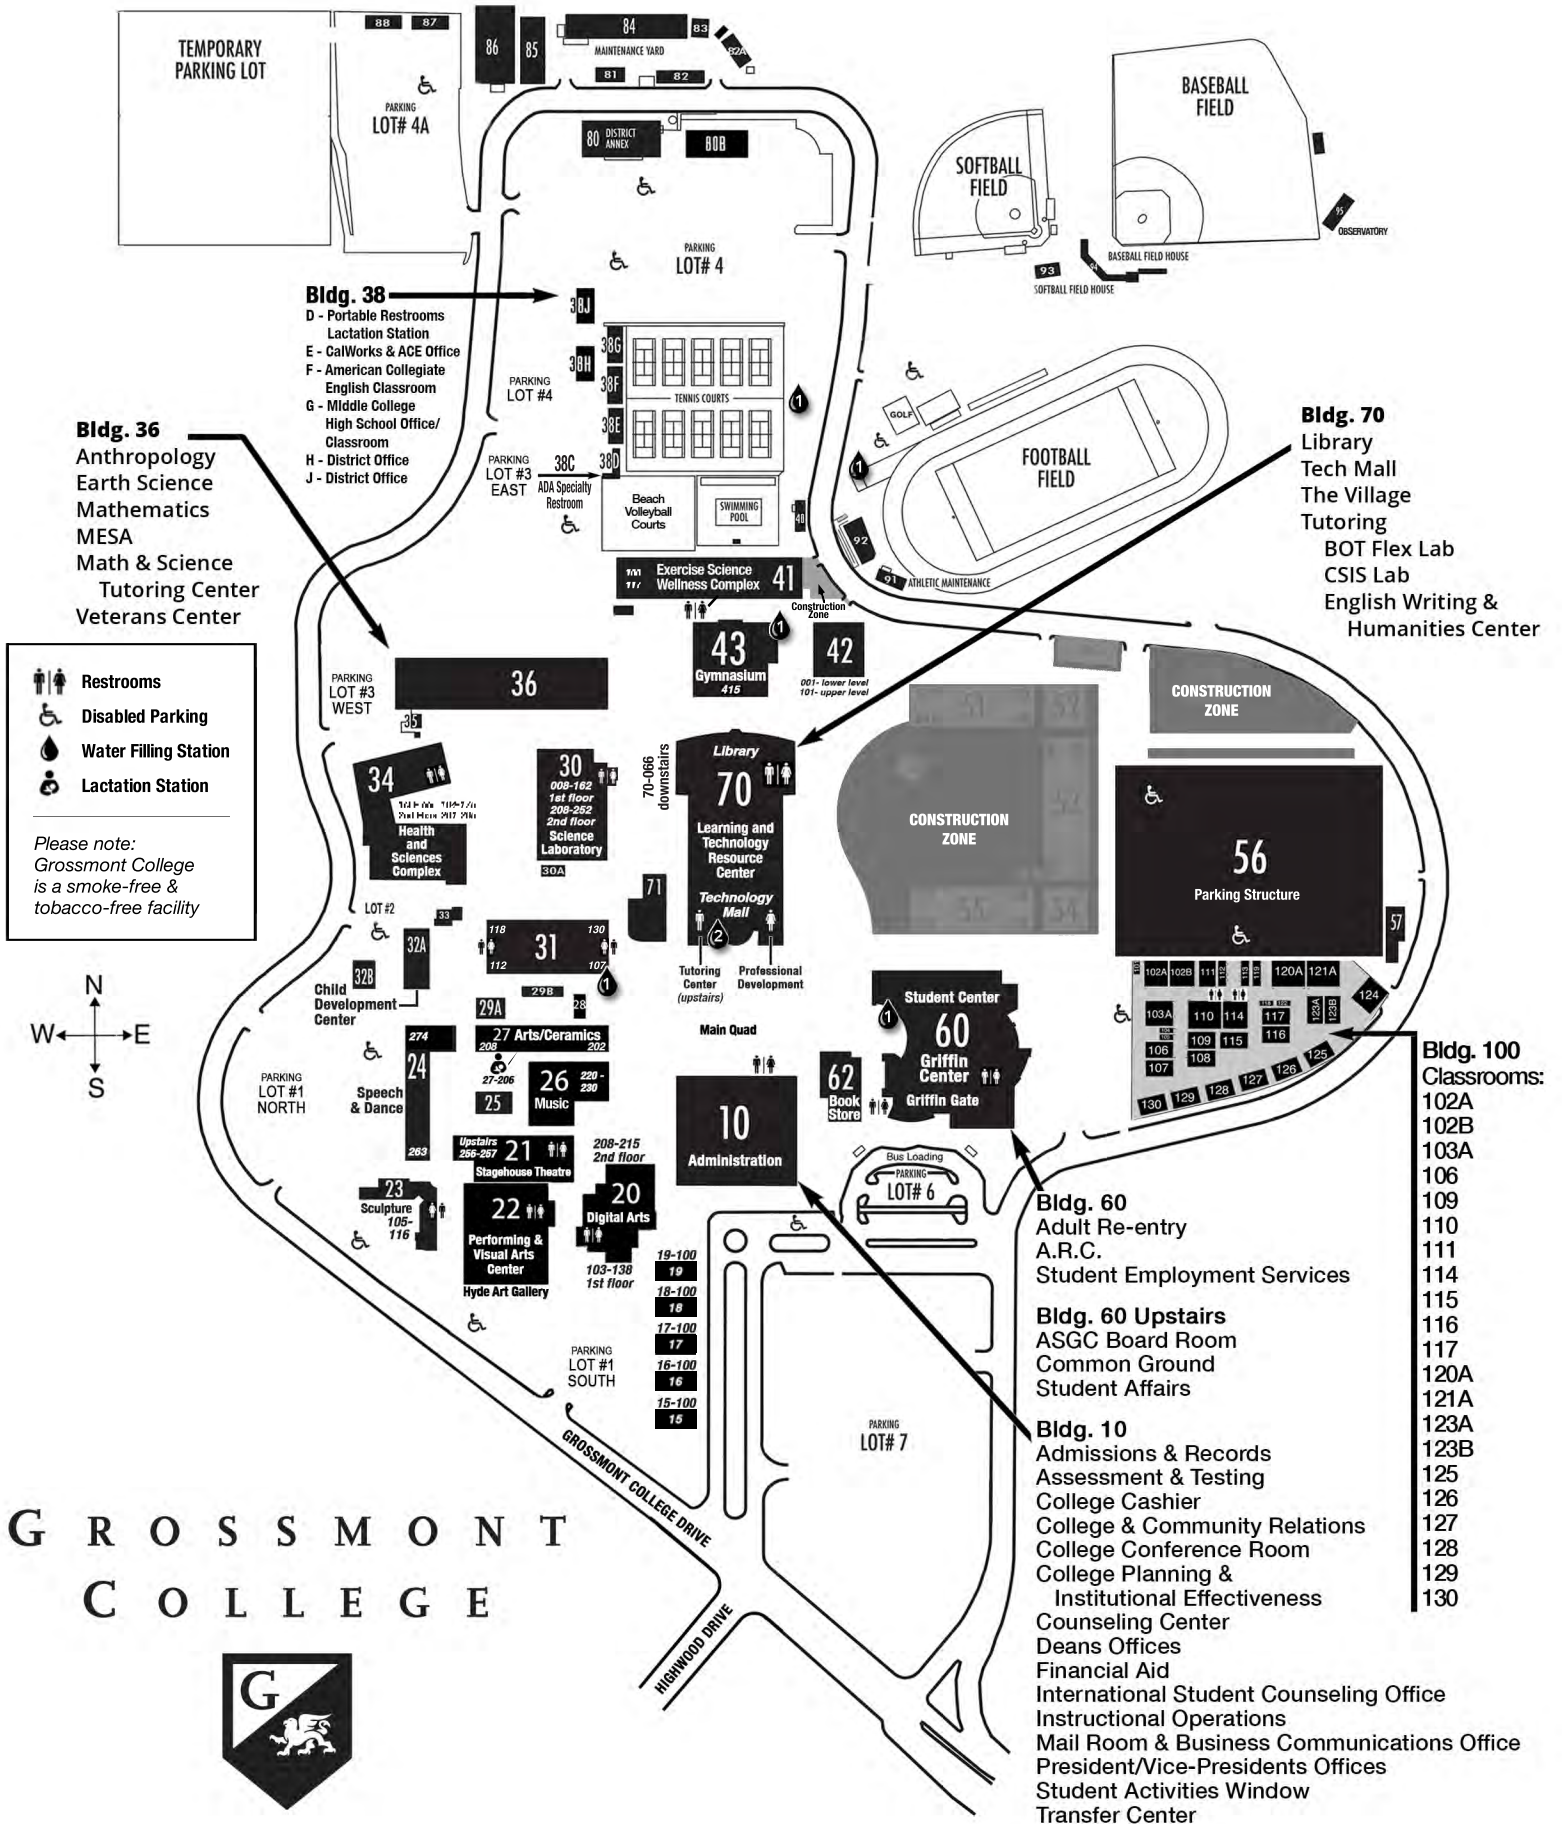 TEMPORARY
PARKING LOT
88
87
PARKING
LOT# 4A
86
85
84
83
82A
MAINTENANCE YARD
81
82
80 DISTRICT
ANNEX
80B
BASEBALL
FIELD
SOFTBALL
FIELD
95
OBSERVATORY
BASEBALL FIELD HOUSE
93
SOFTBALL FIELD HOUSE
PARKING
LOT# 4
Bldg. 38
D - Portable Restrooms
Lactation Station
E - CalWorks & ACE Office
F - American Collegiate
English Classroom
G - Middle College
High School Office/
Classroom
H - District Office
J - District Office
38J
38H
38G
38F
38E
38D
TENNIS COURTS
1
PARKING
LOT #4
PARKING
LOT #3
EAST
38C
ADA Specialty
Restroom
Beach
Volleyball
Courts
SWIMMING
POOL
40
GOLF
1
FOOTBALL
FIELD
92
91
ATHLETIC MAINTENANCE
Bldg. 70
Library
Tech Mall
The Village
Tutoring
BOT Flex Lab
CSIS Lab
English Writing &
Humanities Center
Bldg. 36
Anthropology
Earth Science
Mathematics
MESA
Math & Science
Tutoring Center
Veterans Center
Exercise Science
Wellness Complex
41
Construction
Zone
1
43
Gymnasium
415
42
001- lower level
101- upper level
Restrooms
Disabled Parking
Water Filling Station
Lactation Station
Please note:
Grossmont College
is a smoke-free &
tobacco-free facility
PARKING
LOT #3
WEST
36
35
34
Health
and
Sciences
Complex
30
008-162
1st floor
208-252
2nd floor
Science
Laboratory
30A
70-066
downstairs
Library
70
Learning and
Technology
Resource
Center
Technology
Mall
2
71
Tutoring
Center
(upstairs)
Professional
Development
51
52
CONSTRUCTION
ZONE
CONSTRUCTION
ZONE
55
54
56
Parking Structure
57
LOT #2
33
32A
32B
Child
Development
Center
118
130
31
112
107
1
29B
29A
28
N
W
E
S
27 Arts/Ceramics
208
202
27-206
274
24
Speech
& Dance
263
PARKING
LOT #1
NORTH
25
26
Music
220 -
230
Main Quad
Student Center
60
Griffin
Center
Griffin Gate
1
62
Book
Store
10
Administration
Upstairs
256-257
21
Stagehouse Theatre
208-215
2nd floor
20
Digital Arts
103-138
1st floor
22
Performing &
Visual Arts
Center
Hyde Art Gallery
23
Sculpture
105-
116
102A
102B
111
112
113
119
120A
121A
124
103A
110
114
117
123A
123B
116
109
115
106
108
107
125
126
127
128
129
130
Bldg. 100
Classrooms:
102A
102B
103A
106
109
110
111
114
115
116
117
120A
121A
123A
123B
125
126
127
128
129
130
Bus Loading
PARKING
LOT# 6
19-100
19
18-100
18
17-100
17
16-100
16
15-100
15
PARKING
LOT #1
SOUTH
PARKING
LOT# 7
GROSSMONT COLLEGE DRIVE
HIGHWOOD DRIVE
Bldg. 60
Adult Re-entry
A.R.C.
Student Employment Services
Bldg. 60 Upstairs
ASGC Board Room
Common Ground
Student Affairs
Bldg. 10
Admissions & Records
Assessment & Testing
College Cashier
College & Community Relations
College Conference Room
College Planning &
Institutional Effectiveness
Counseling Center
Deans Offices
Financial Aid
International Student Counseling Office
Instructional Operations
Mail Room & Business Communications Office
President/Vice-Presidents Offices
Student Activities Window
Transfer Center
GROSSMONT
COLLEGE
G